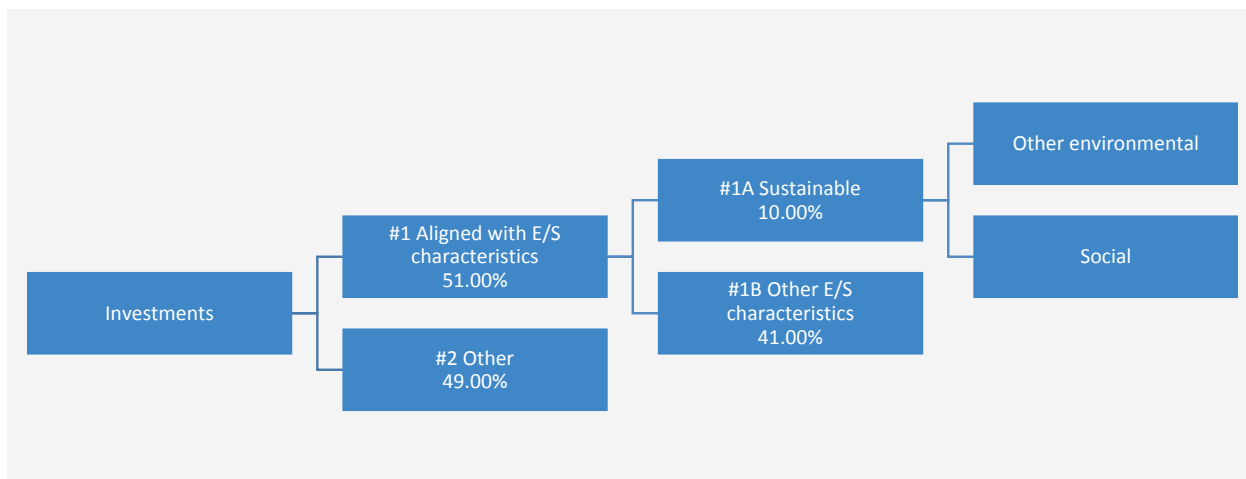 Investments
#1 Aligned with E/S
characteristics
51.00%
#2 Other
49.00%
#1A Sustainable
10.00%
#1B Other E/S
characteristics
41.00%
Other environmental
Social